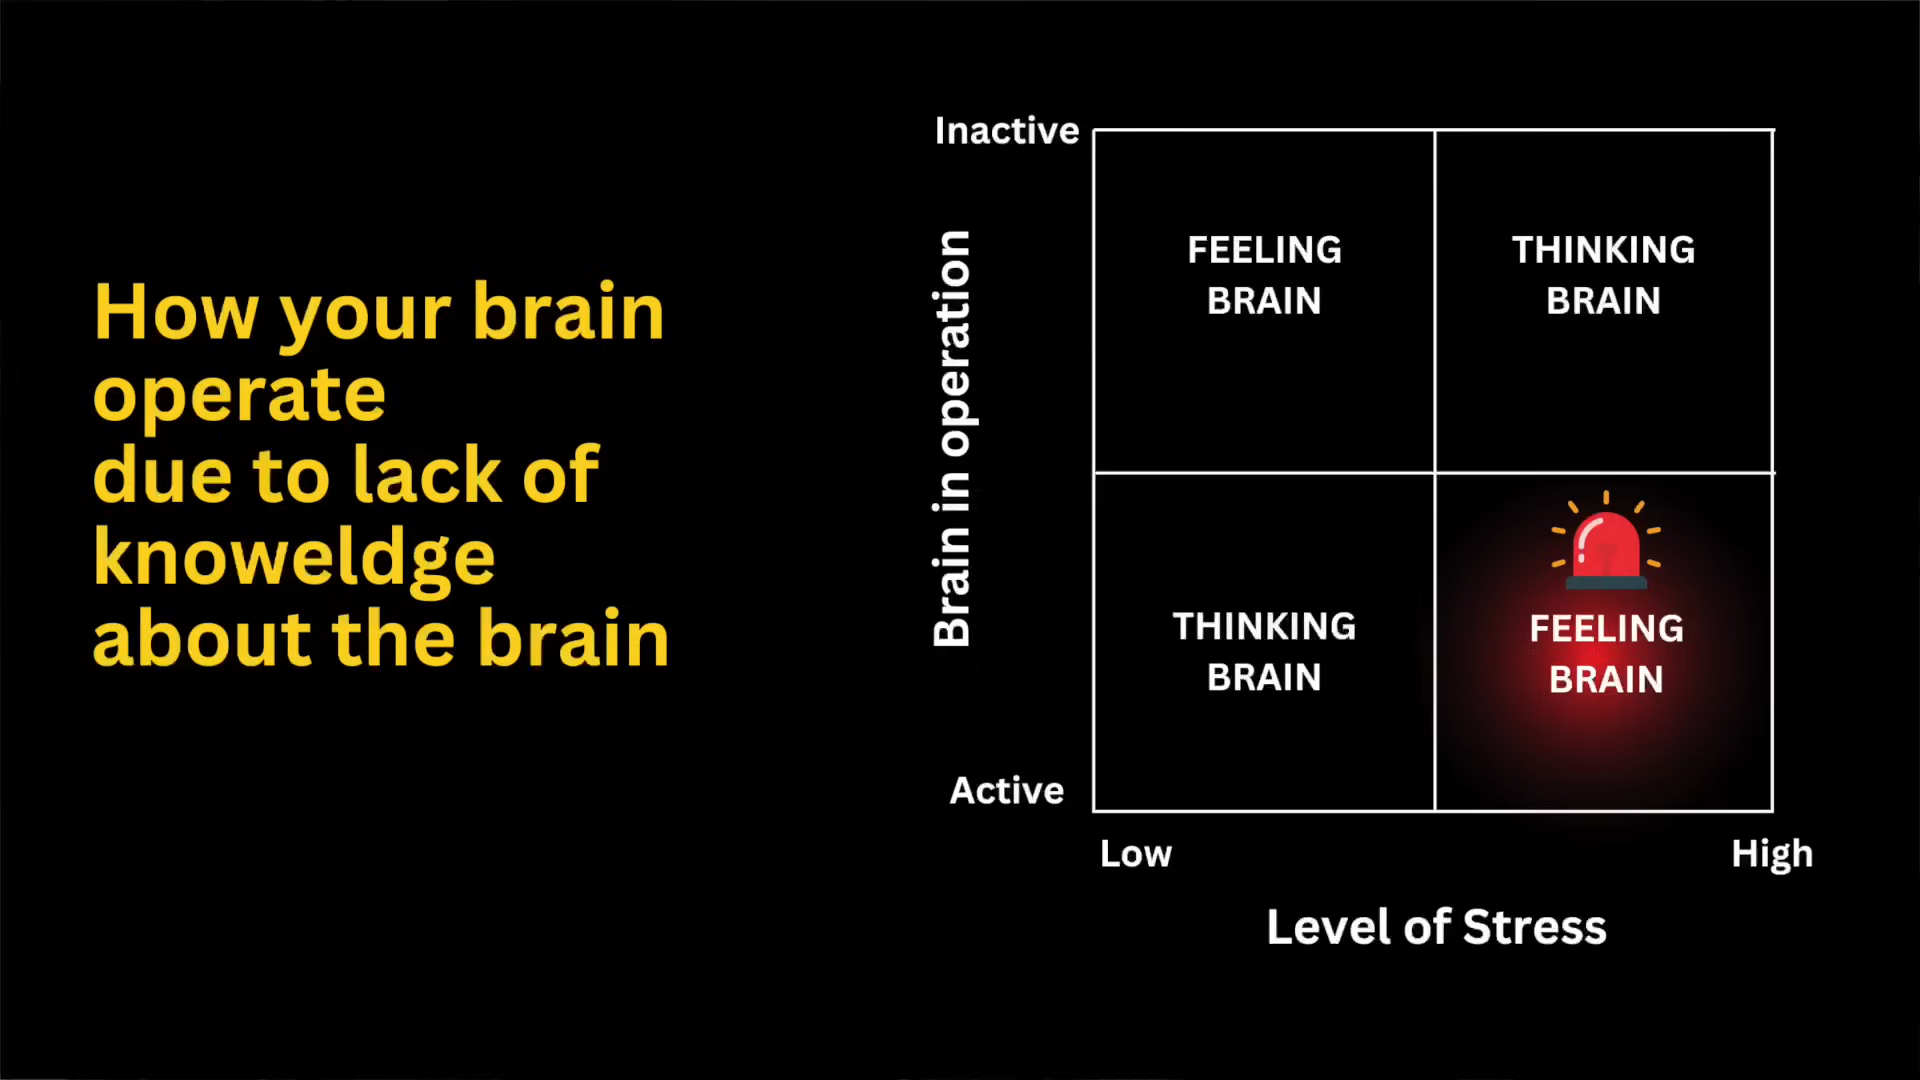 How your brain
operate
due to lack of
knoweldge
about the brain
Inactive
Brain in operation
Active
FEELING
BRAIN
THINKING
BRAIN
THINKING
BRAIN
FEELING
BRAIN
Low
High
Level of Stress